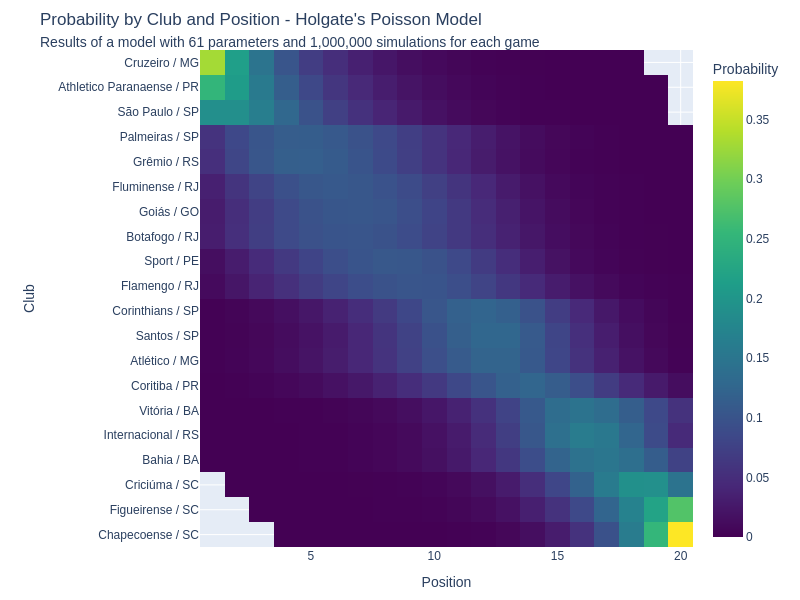 Probability by Club and Position - Holgate's Poisson Model
Results of a model with 61 parameters and 1,000,000 simulations for each game
Probability
Cruzeiro / MG
Athletico Paranaense / PR
São Paulo / SP
Palmeiras / SP
Grêmio / RS
Fluminense / RJ
Goiás / GO
Botafogo / RJ
Sport / PE
Flamengo / RJ
Corinthians / SP
Santos / SP
Atlético / MG
Coritiba / PR
Vitória / BA
Internacional / RS
Bahia / BA
Criciúma / SC
Figueirense / SC
Chapecoense / SC
Club
5
10
15
20
Position
0.35
0.3
0.25
0.2
0.15
0.1
0.05
0